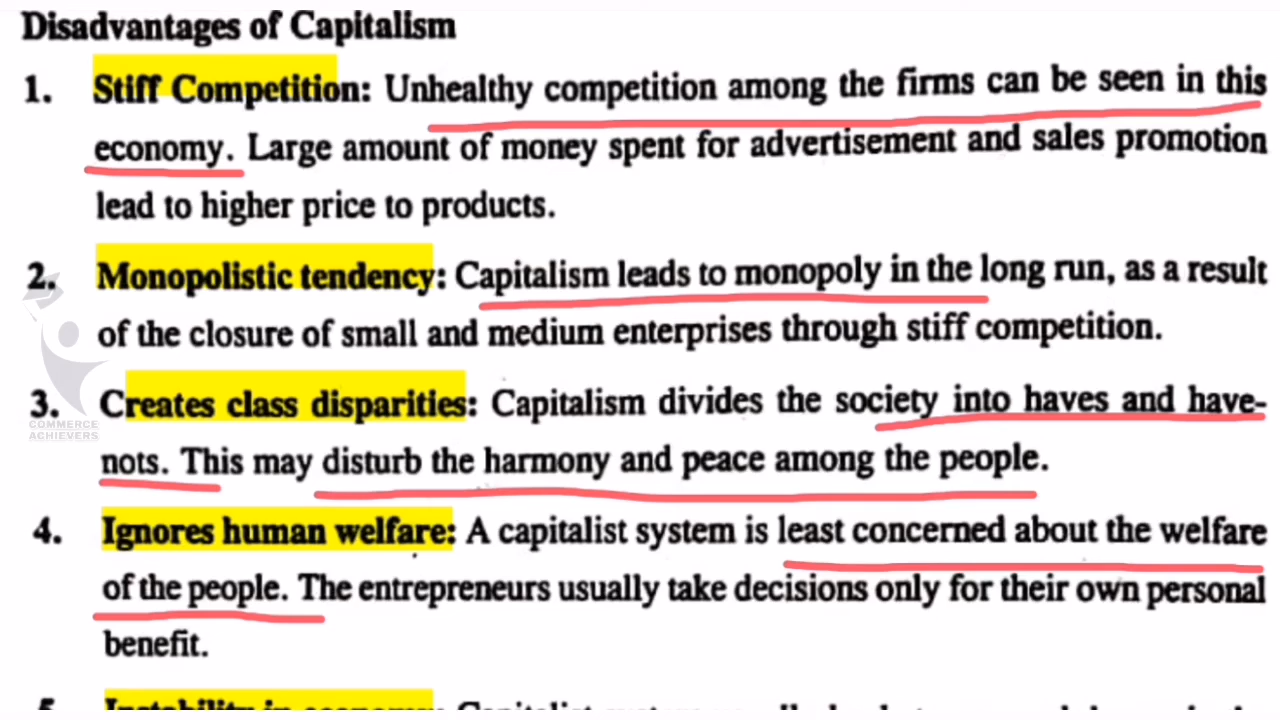 Disadvantages of Capitalism
1. Stiff Competition: Unhealthy competition among the firms can be seen in this
economy. Large amount of money spent for advertisement and sales promotion
lead to higher price to products.
2. Monopolistic tendency: Capitalism leads to monopoly in the long run, as a result
of the closure of small and medium enterprises through stiff competition.
3. Creates class disparities: Capitalism divides the society into haves and have-
nots. This may disturb the harmony and peace among the people.
COMMERCE
ACHIEVERS
4. Ignores human welfare: A capitalist system is least concerned about the welfare
of the people. The entrepreneurs usually take decisions only for their own personal
benefit.
5. Instability in economy: Capitalist